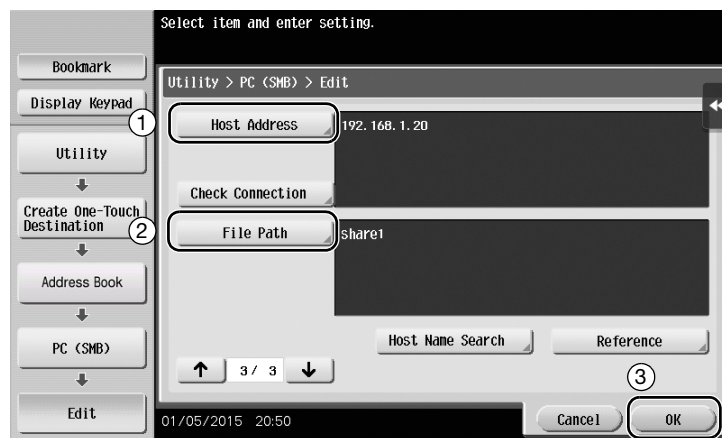 Select item and enter setting.
Bookmark
Display Keypad
Utility
Create One-Touch
Destination
Address Book
PC (SMB)
Edit
Utility > PC (SMB) > Edit
1
Host Address
192.168.1.20
Check Connection
2
File Path
share1
Host Name Search
Reference
3/ 3
3
01/05/2015 20:50
Cancel
OK